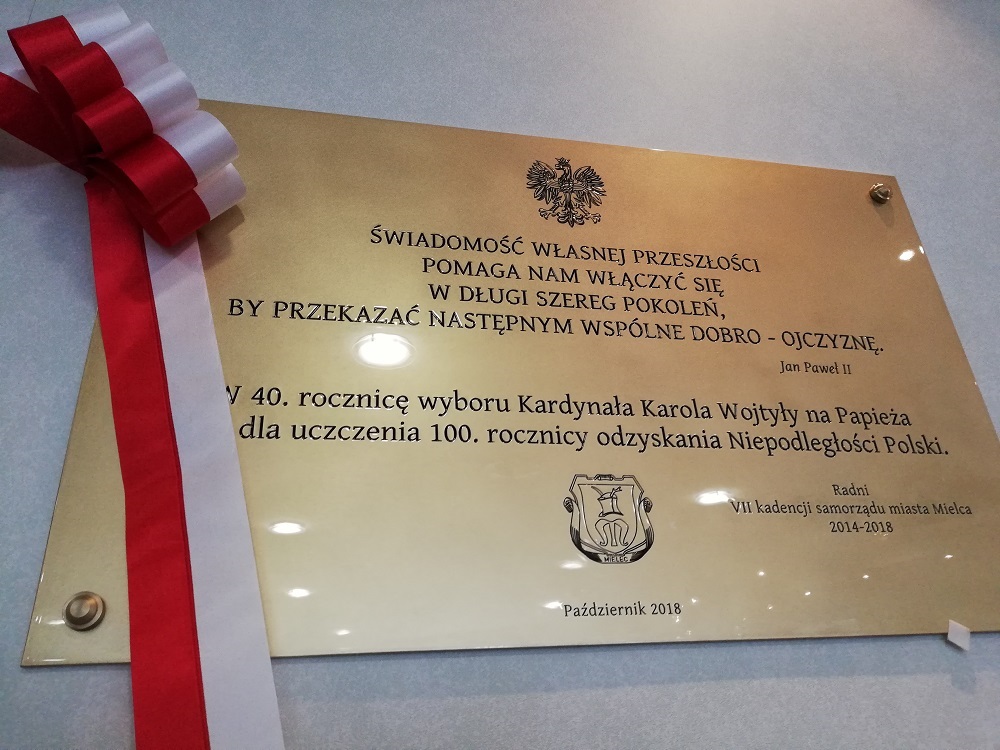 ŚWIADOMOŚĆ WŁASNEJ PRZESZŁOŚCI
POMAGA NAM WŁĄCZYĆ SIĘ
W DŁUGI SZEREG POKOLEŃ,
BY PRZEKAZAĆ NASTĘPNYM WSPÓLNE DOBRO - OJCZYZNĘ.
Jan Paweł II
W 40. rocznicę wyboru Kardynała Karola Wojtyły na Papieża
dla uczczenia 100. rocznicy odzyskania Niepodległości Polski.
Radni
VII kadencji samorządu miasta Mielca
2014-2018
MIELEC
Październik 2018